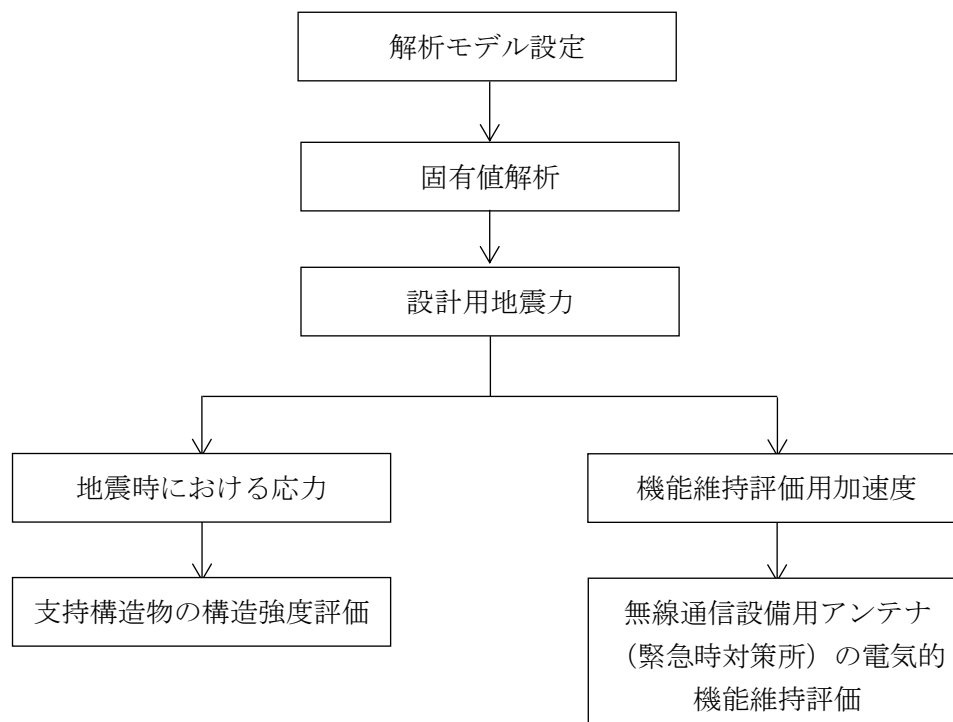 解析モデル設定
固有値解析
設計用地震力
地震時における応力
機能維持評価用加速度
支持構造物の構造強度評価
無線通信設備用アンテナ
（緊急時対策所）の電気的
機能維持評価